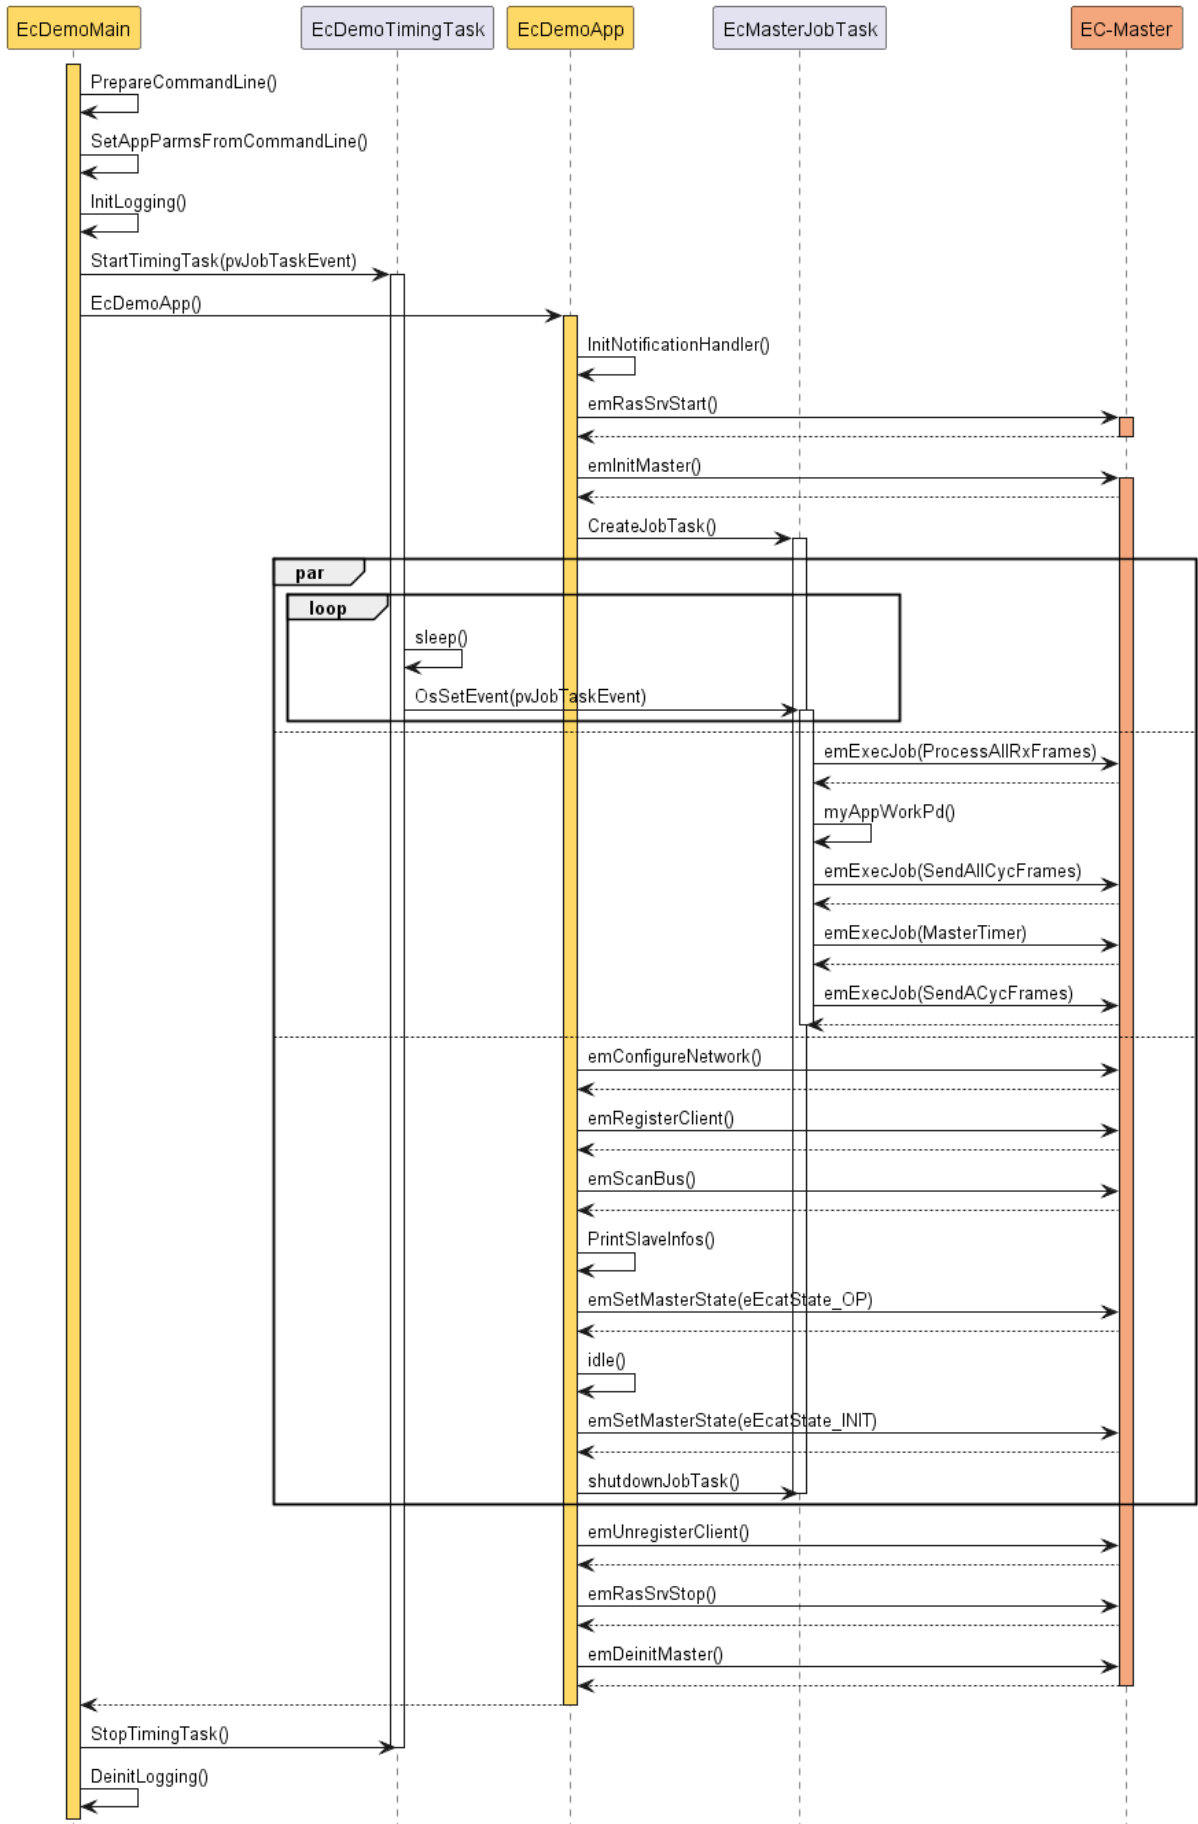 EcDemoMain
EcDemoTimingTask
EcDemoApp
EcMasterJobTask
EC-Master
PrepareCommandLine()
SetAppParmsFromCommandLine()
InitLogging()
StartTimingTask(pvJobTaskEvent)
EcDemoApp()
InitNotificationHandler()
emRasSrvStart()
emInitMaster()
CreateJobTask()
par
loop
sleep()
OsSetEvent(pvJobTaskEvent)
emExecJob(ProcessAllRxFrames)
myAppWorkPd()
emExecJob(SendAllCycFrames)
emExecJob(MasterTimer)
emExecJob(SendACycFrames)
emConfigureNetwork()
emRegisterClient()
emScanBus()
PrintSlaveInfos()
emSetMasterState(eEcatState_OP)
idle()
emSetMasterState(eEcatState_INIT)
shutdownJobTask()
emUnregisterClient()
emRasSrvStop()
emDeinitMaster()
StopTimingTask()
DeinitLogging()